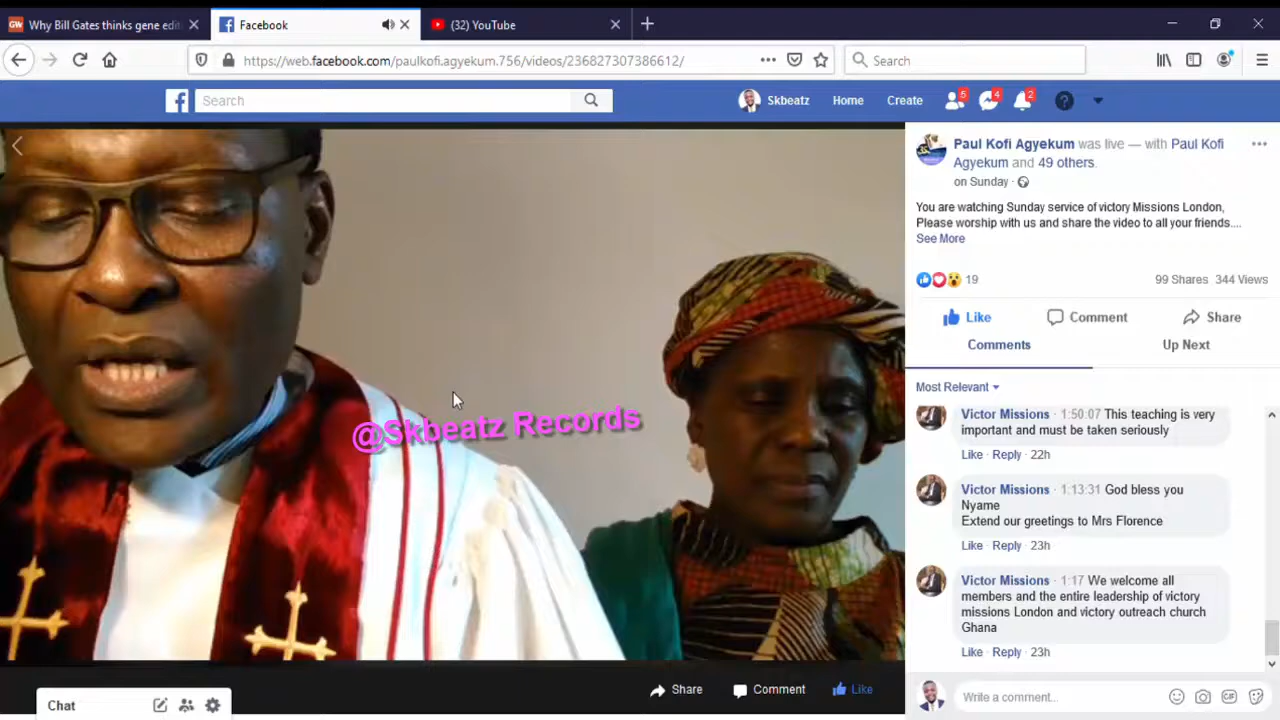 GW Why Bill Gates thinks gene edit
Facebook
(32) YouTube
https://web.facebook.com/paulkofi.agyekum.756/videos/236827307386612/
Search
Search
Skbeatz
Home
Create
5
4
2
Paul Kofi Agyekum was live — with Paul Kofi
Agyekum and 49 others.
on Sunday
You are watching Sunday service of victory Missions London,
Please worship with us and share the video to all your friends....
See More
19
99 Shares 344 Views
Like
Comment
Share
Comments
Up Next
Most Relevant
Victor Missions · 1:50:07 This teaching is very
important and must be taken seriously
Like · Reply · 22h
Victor Missions · 1:13:31 God bless you
Nyame
Extend our greetings to Mrs Florence
Like · Reply · 23h
Victor Missions · 1:17 We welcome all
members and the entire leadership of victory
missions London and victory outreach church
Ghana
Like · Reply · 23h
Write a comment...
GIF
@Skbeatz Records
Share
Comment
Like
Chat